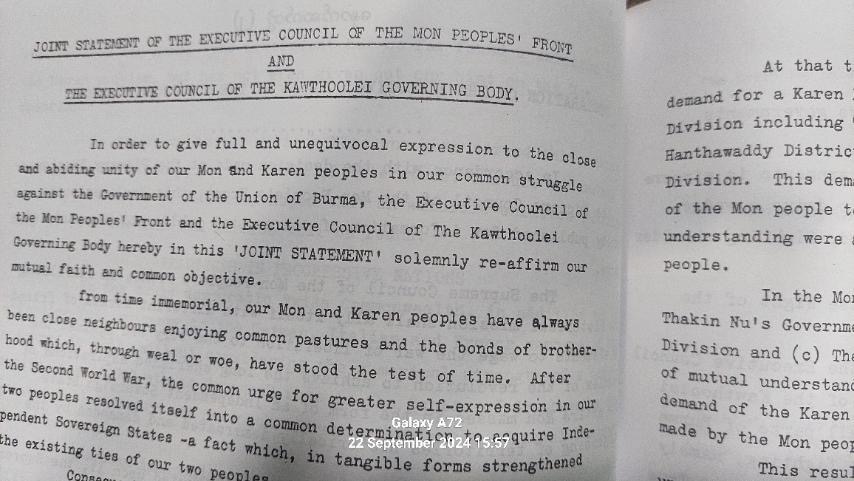 JOINT STATEMENT OF THE EXECUTIVE COUNCIL OF THE MON PEOPLES' FRONT
AND
THE EXECUTIVE COUNCIL OF THE KAWTHOOLEI GOVERNING BODY.
In order to give full and unequivocal expression to the close
and abiding unity of our Mon and Karen peoples in our common struggle
against the Government of the Union of Burma, the Executive Council of
the Mon Peoples' Front and the Executive Council of The Kawthoolei
Governing Body hereby in this 'JOINT STATEMENT' solemnly re-affirm our
mutual faith and common objective.
from time immemorial, our Mon and Karen peoples have always
been close neighbours enjoying common pastures and the bonds of brother-
hood which, through weal or woe, have stood the test of time. After
the Second World War, the common urge for greater self-expression in our
two peoples resolved itself into a common determination to acquire Inde-
pendent Sovereign States -a fact which, in tangible forms strengthened
the existing ties of our two peoples.
At that
demand for a Karen
Division including
Hanthawaddy
Division. This
of the Mon people
understanding were
people.
In the
Thakin Nu's
Division and (c)
of mutual
demand of the Karen
made by the Mon
This
Galaxy A72
22 September 2024 15:57